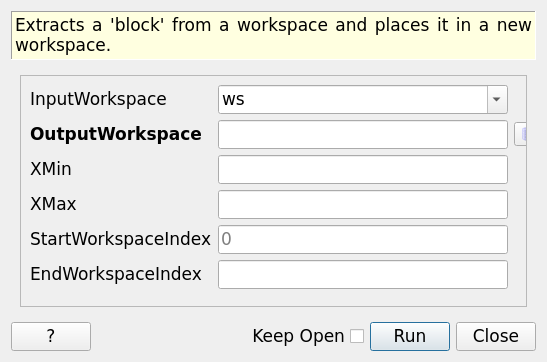 Extracts a 'block' from a workspace and places it in a new
workspace.
InputWorkspace ws
OutputWorkspace
XMin
XMax
StartWorkspaceIndex 0
EndWorkspaceIndex
? Keep Open Run Close